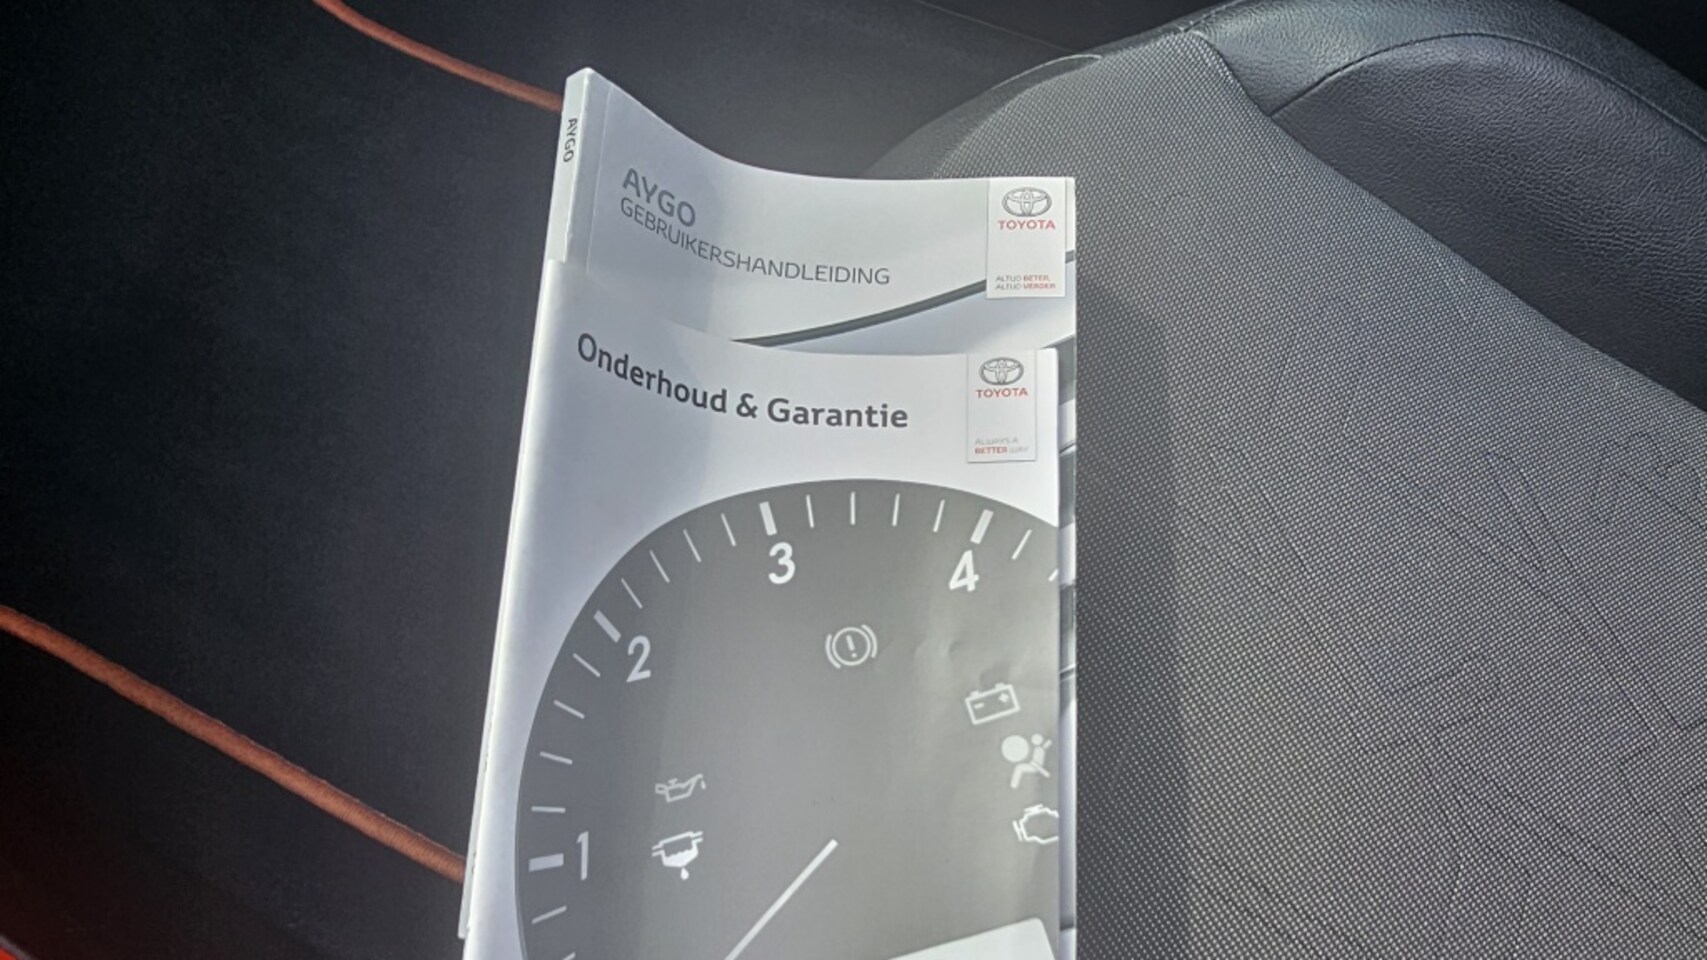 AYGO
AYGO
GEBRUIKERSHANDLEIDING
TOYOTA
ALTIJD BETER,
ALTIJD VERDER
Onderhoud & Garantie
TOYOTA
ALWAYS A
BETTER WAY
3
4
2
1